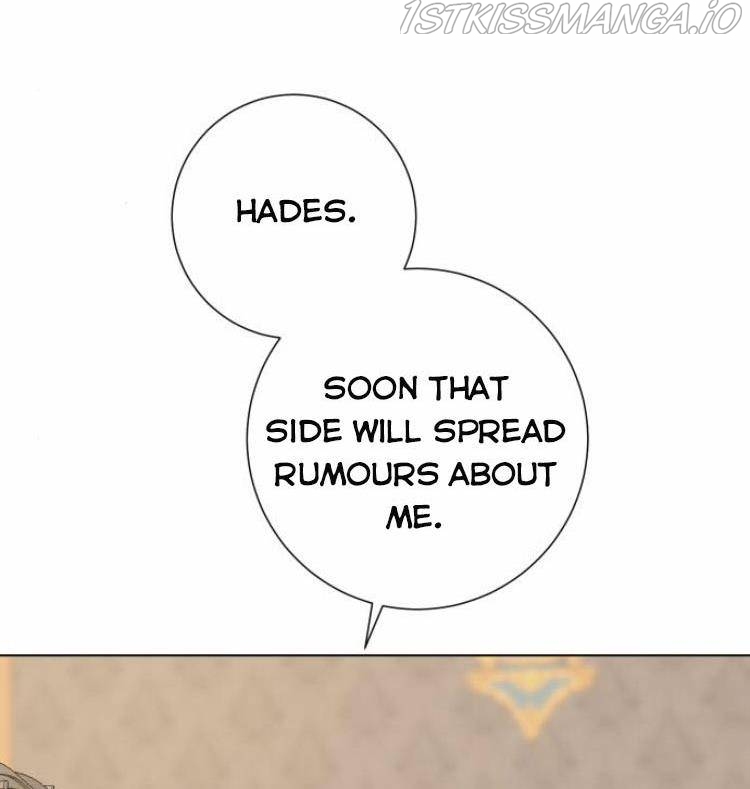 1STKISSMANGA.IO
HADES.
SOON THAT
SIDE WILL SPREAD
RUMOURS ABOUT
ME.